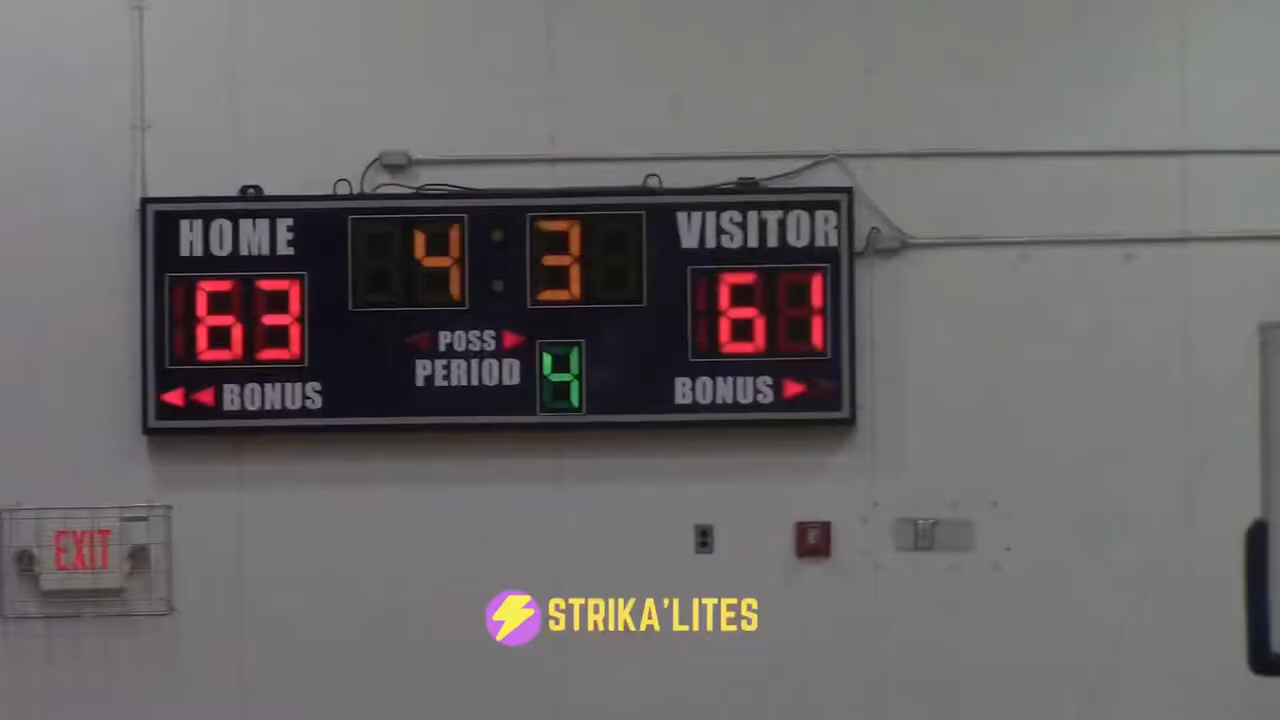 HOME
4 3
VISITOR
63
61
POSS
PERIOD
4
BONUS
BONUS
EXIT
STRIKA'LITES